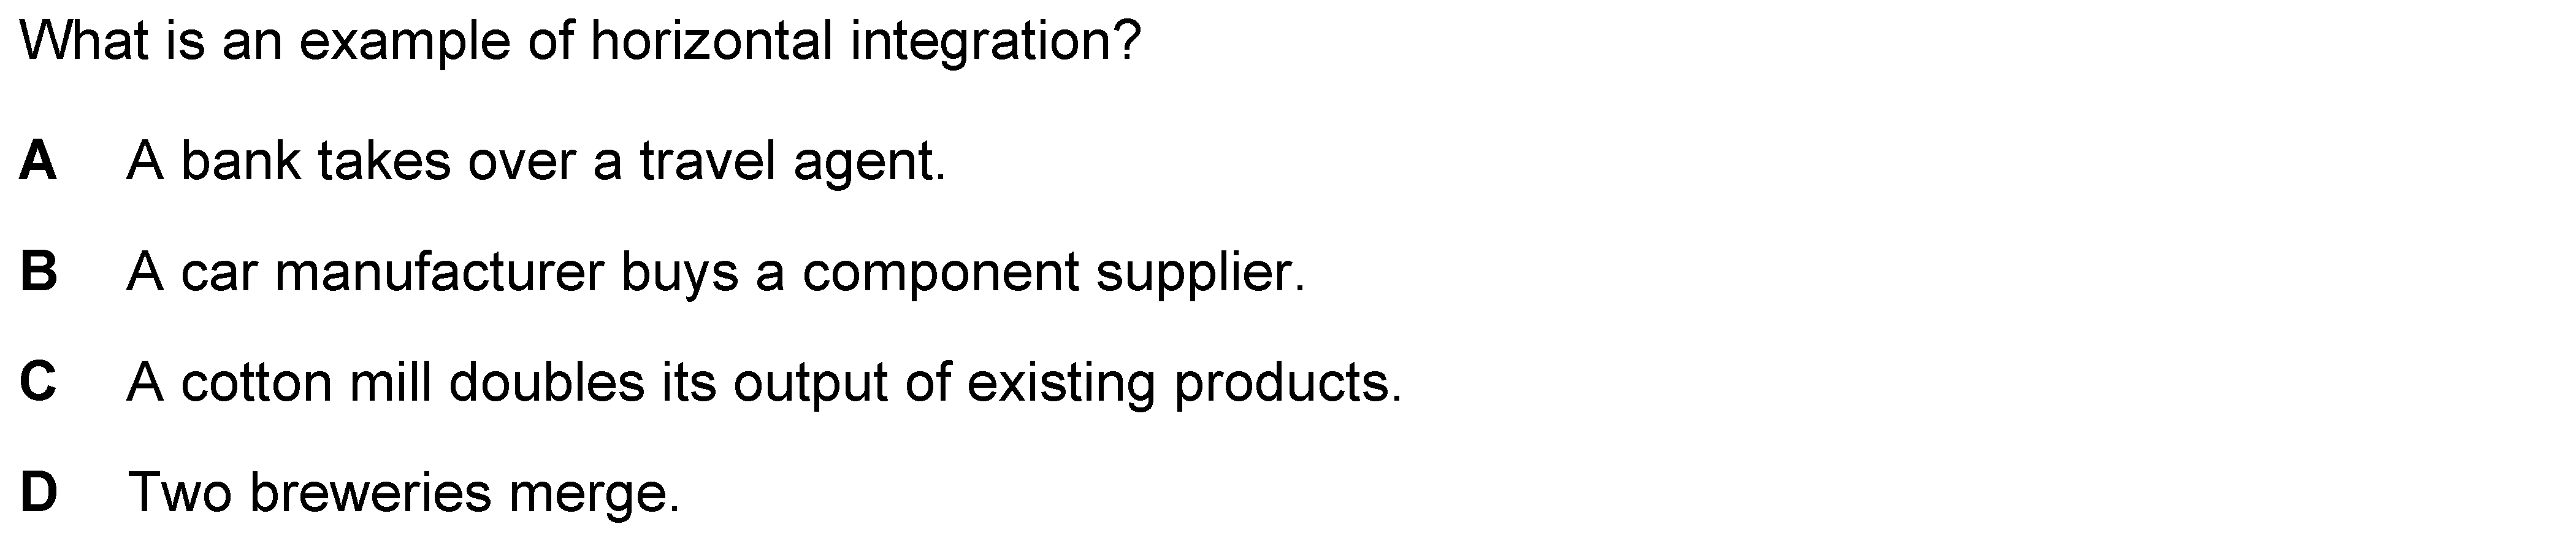 What is an example of horizontal integration?
A A bank takes over a travel agent.
B A car manufacturer buys a component supplier.
C A cotton mill doubles its output of existing products.
D Two breweries merge.